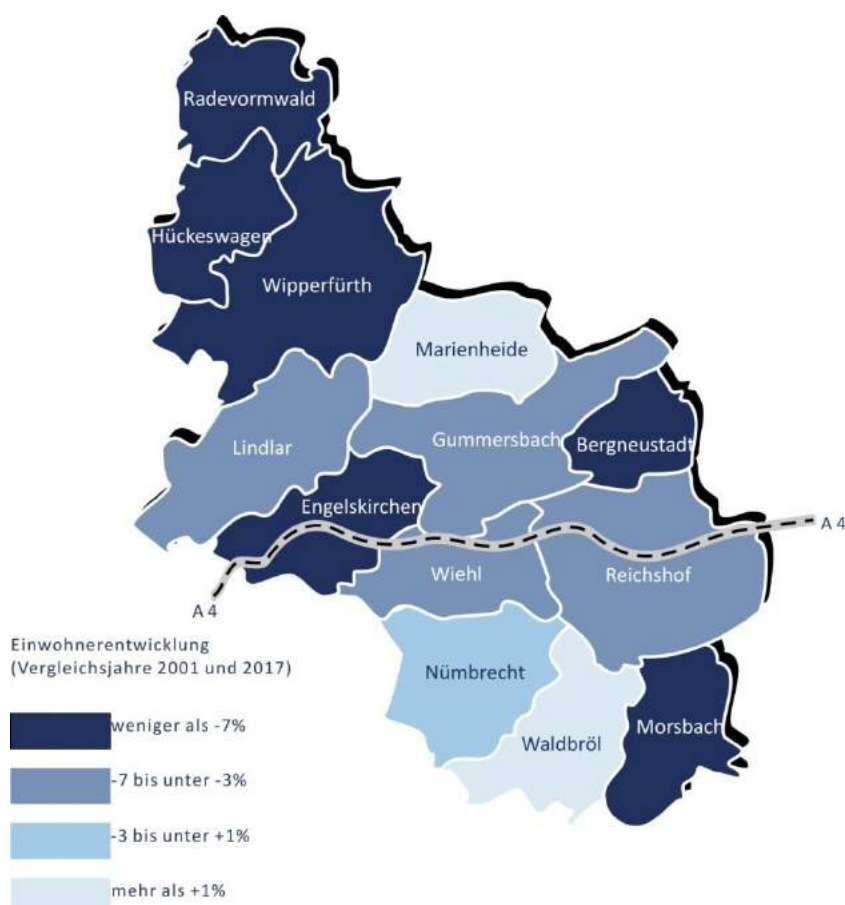 Radevormwald
Hückeswagen
Wipperfürth
Marienheide
Lindlar
Gummersbach
Bergneustadt
Engelskirchen
A 4
Wiehl
Reichshof
A 4
Einwohnerentwicklung
(Vergleichsjahre 2001 und 2017)
Nümbrecht
Morsbach
Waldbröl
weniger als -7%
-7 bis unter -3%
-3 bis unter +1%
mehr als +1%